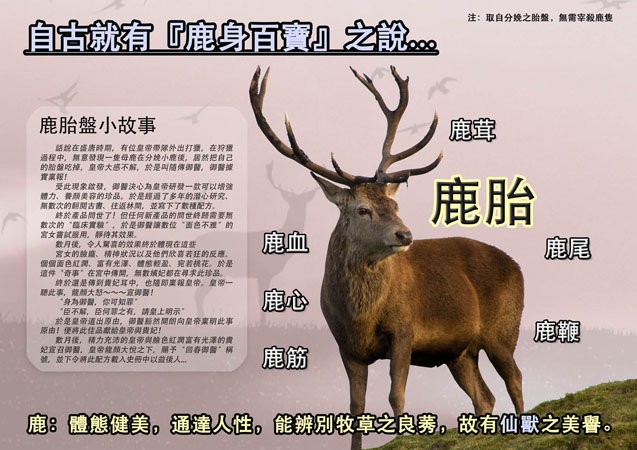 自古就有『鹿身百寶』之說...
注：取自分娩之胎盤，無需宰殺鹿隻
鹿胎盤小故事
話說在盛唐時期，有位皇帝帶隊外出打獵，在狩獵
過程中，無意發現一隻母鹿在分娩小鹿後，居然把自己
的胎盤吃掉，皇帝大感不解，於是叫隨傳御醫，御醫據
實稟報！
受此現象啟發，御醫決心為皇帝研發一款可以增強
體力、養顏美容的珍品。於是經過了多年的潛心研究、
無數次的翻閱古書、往返林間，並寫下了數種配方。
終於產品問世了！但任何新產品的問世終歸需要無
數次的"臨床實驗"，於是御醫讓數位"面色不雅"的
宮女嘗試服用，靜待其效果。
數月後，令人驚喜的效果終於體現在這些
宮女的臉龐、精神狀況以及他們欣喜若狂的反應。
個個面色紅潤、富有光澤、體態輕盈、宛若桃花。於是
這件"奇事"在宮中傳開，無數嬪妃都在尋求此珍品。
終於還是傳到貴妃耳中，也隨即稟報皇帝。皇帝一
聽此事，龍顏大怒～～～宣御醫！
"身為御醫，你可知罪"
"臣不解，臣何罪之有，請皇上明示"
於是皇帝道出原由，御醫豁然開朗向皇帝稟明此事
原由！便將此佳品獻給皇帝與貴妃！
數月後，精力充沛的皇帝與臉色紅潤富有光澤的貴
妃宣召御醫，皇帝龍顏大悅之下，賜予"回春御醫"稱
號，並下令將此配方載入史冊中以益後人...
鹿茸
鹿胎
鹿血
鹿尾
鹿心
鹿鞭
鹿筋
鹿：體態健美，通達人性，能辨別牧草之良莠，故有仙獸之美譽。